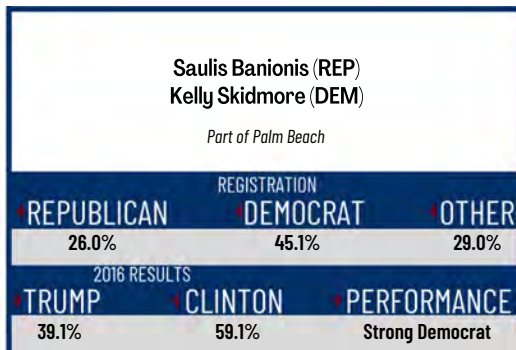 Saulis Banionis (REP)
Kelly Skidmore (DEM)
Part of Palm Beach
REGISTRATION
REPUBLICAN DEMOCRAT OTHER
26.0% 45.1% 29.0%
2016 RESULTS
TRUMP CLINTON PERFORMANCE
39.1% 59.1% Strong Democrat